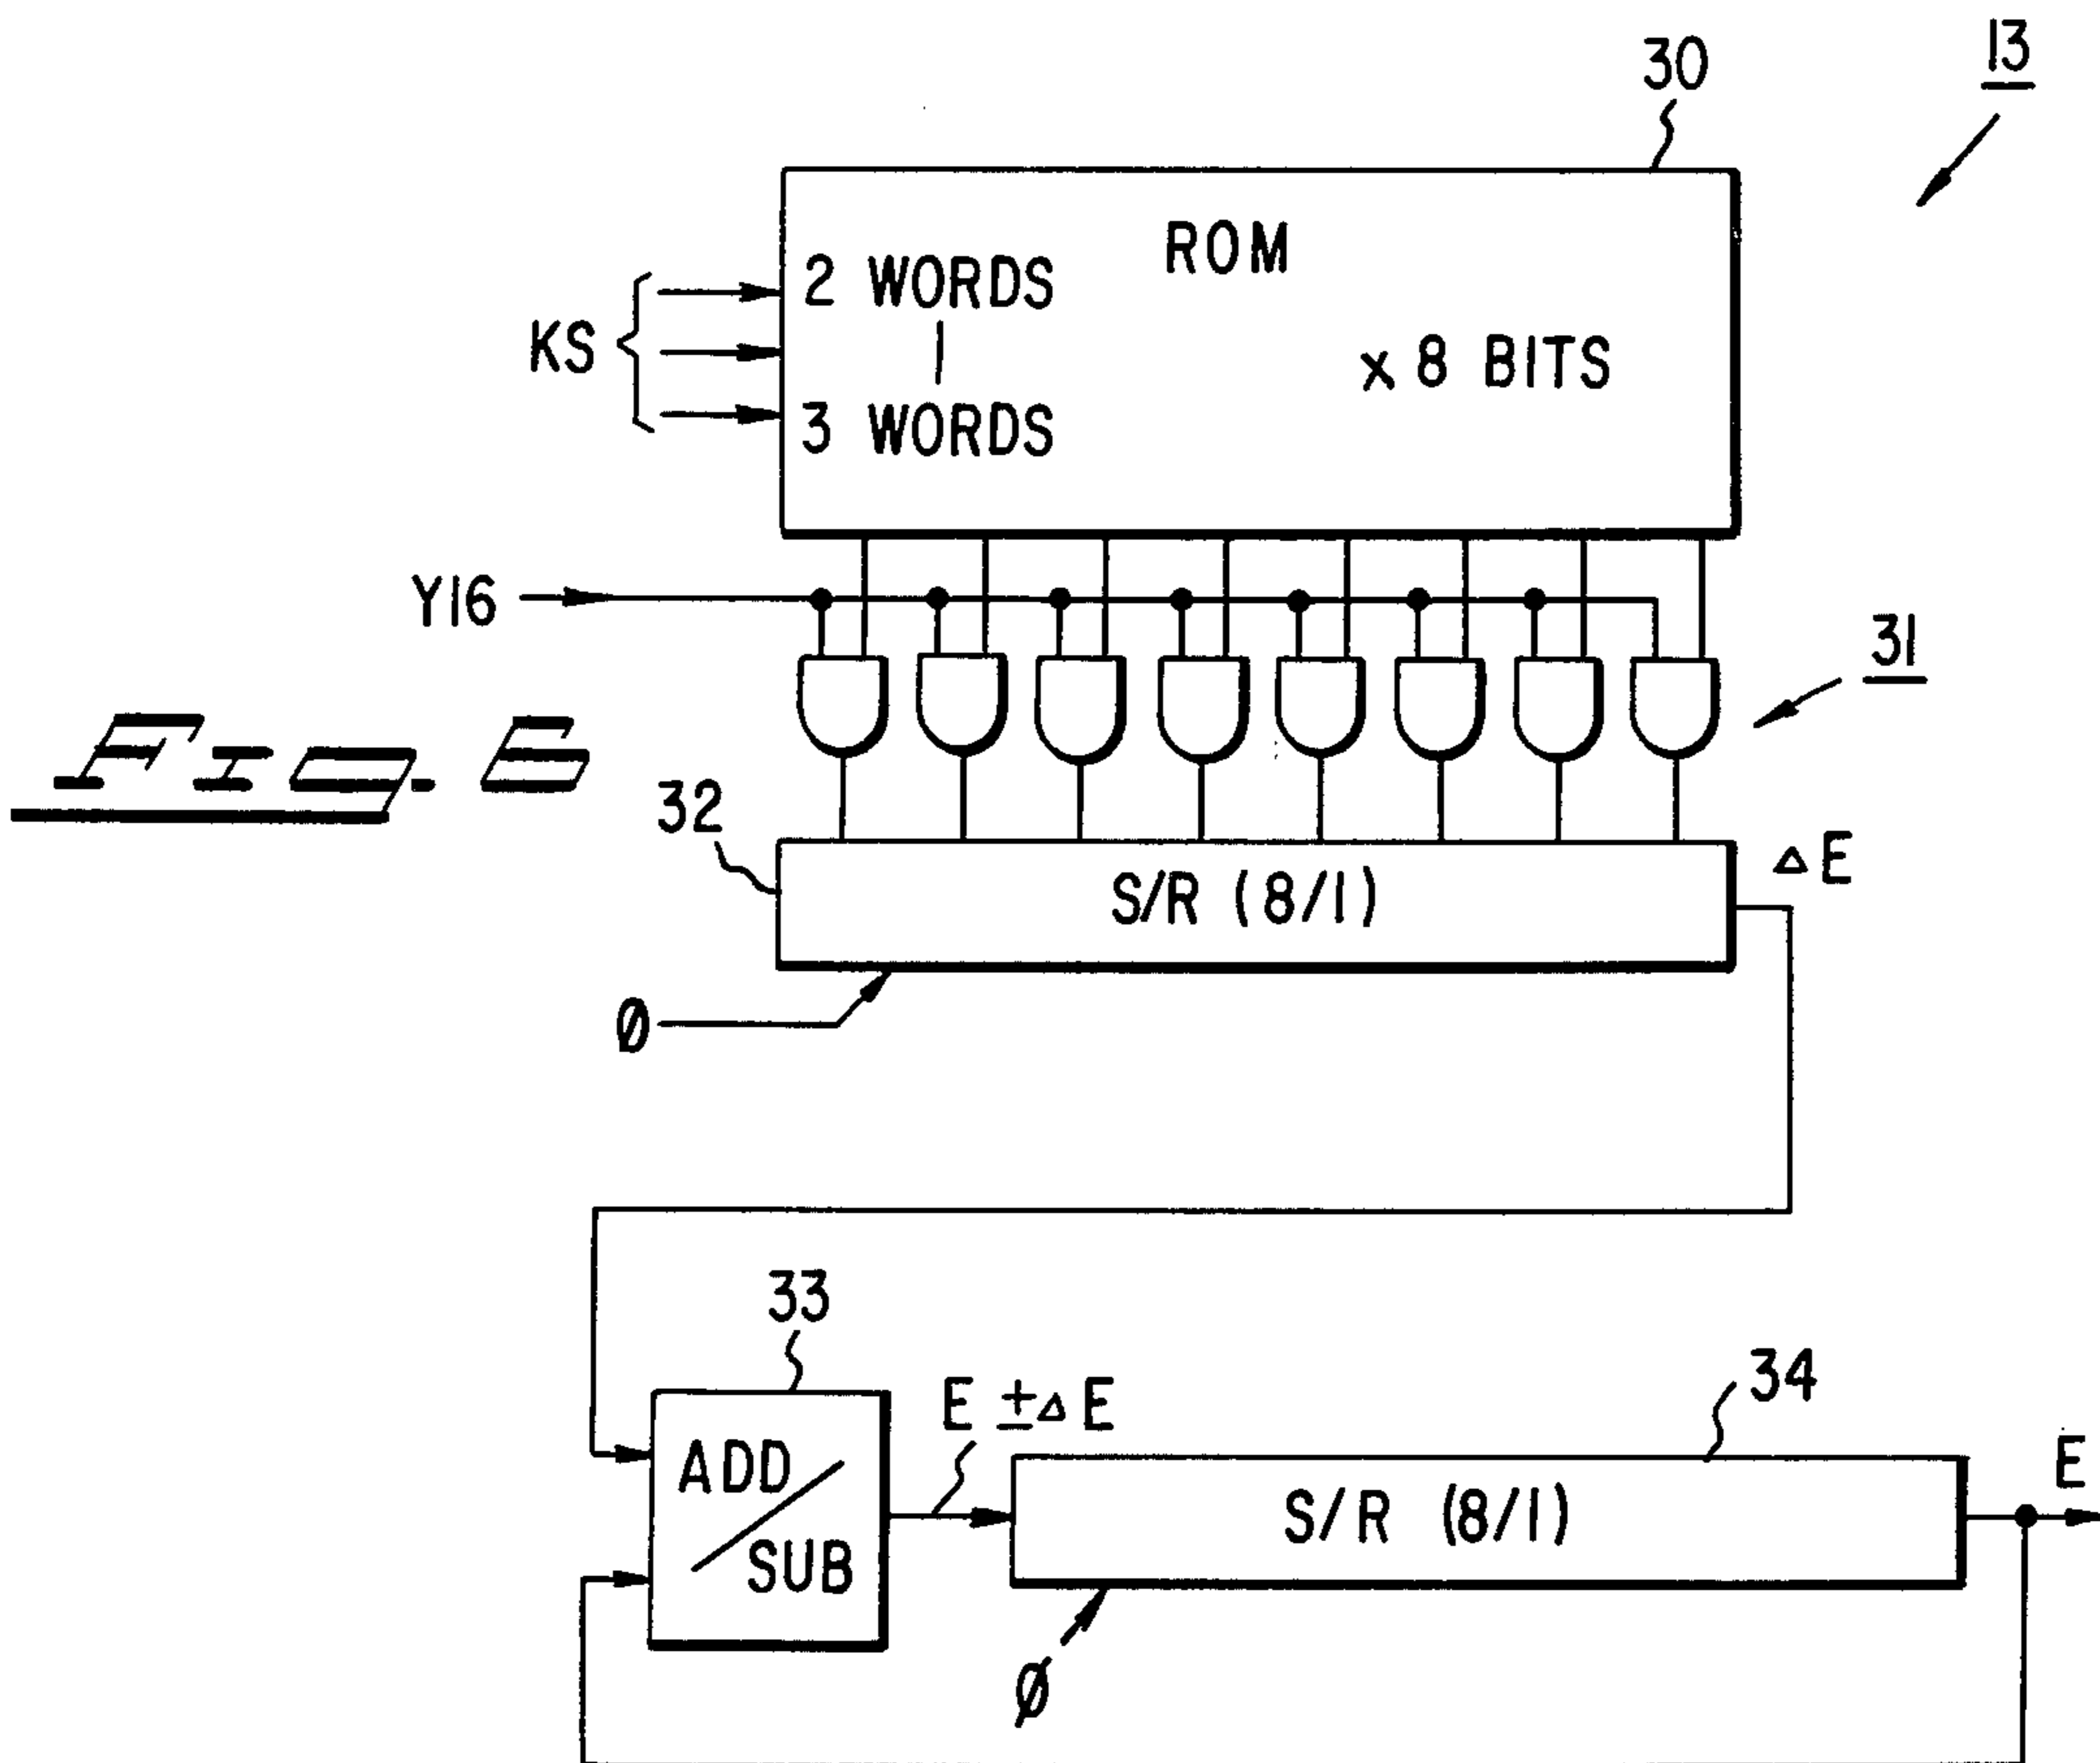 13
30
ROM
2 WORDS
KS
x 8 BITS
3 WORDS
Y16
31
Fig. 6
32
ΔE
S/R (8/1)
Ø
33
34
E ±ΔE
E
ADD
/
SUB
S/R (8/1)
Ø